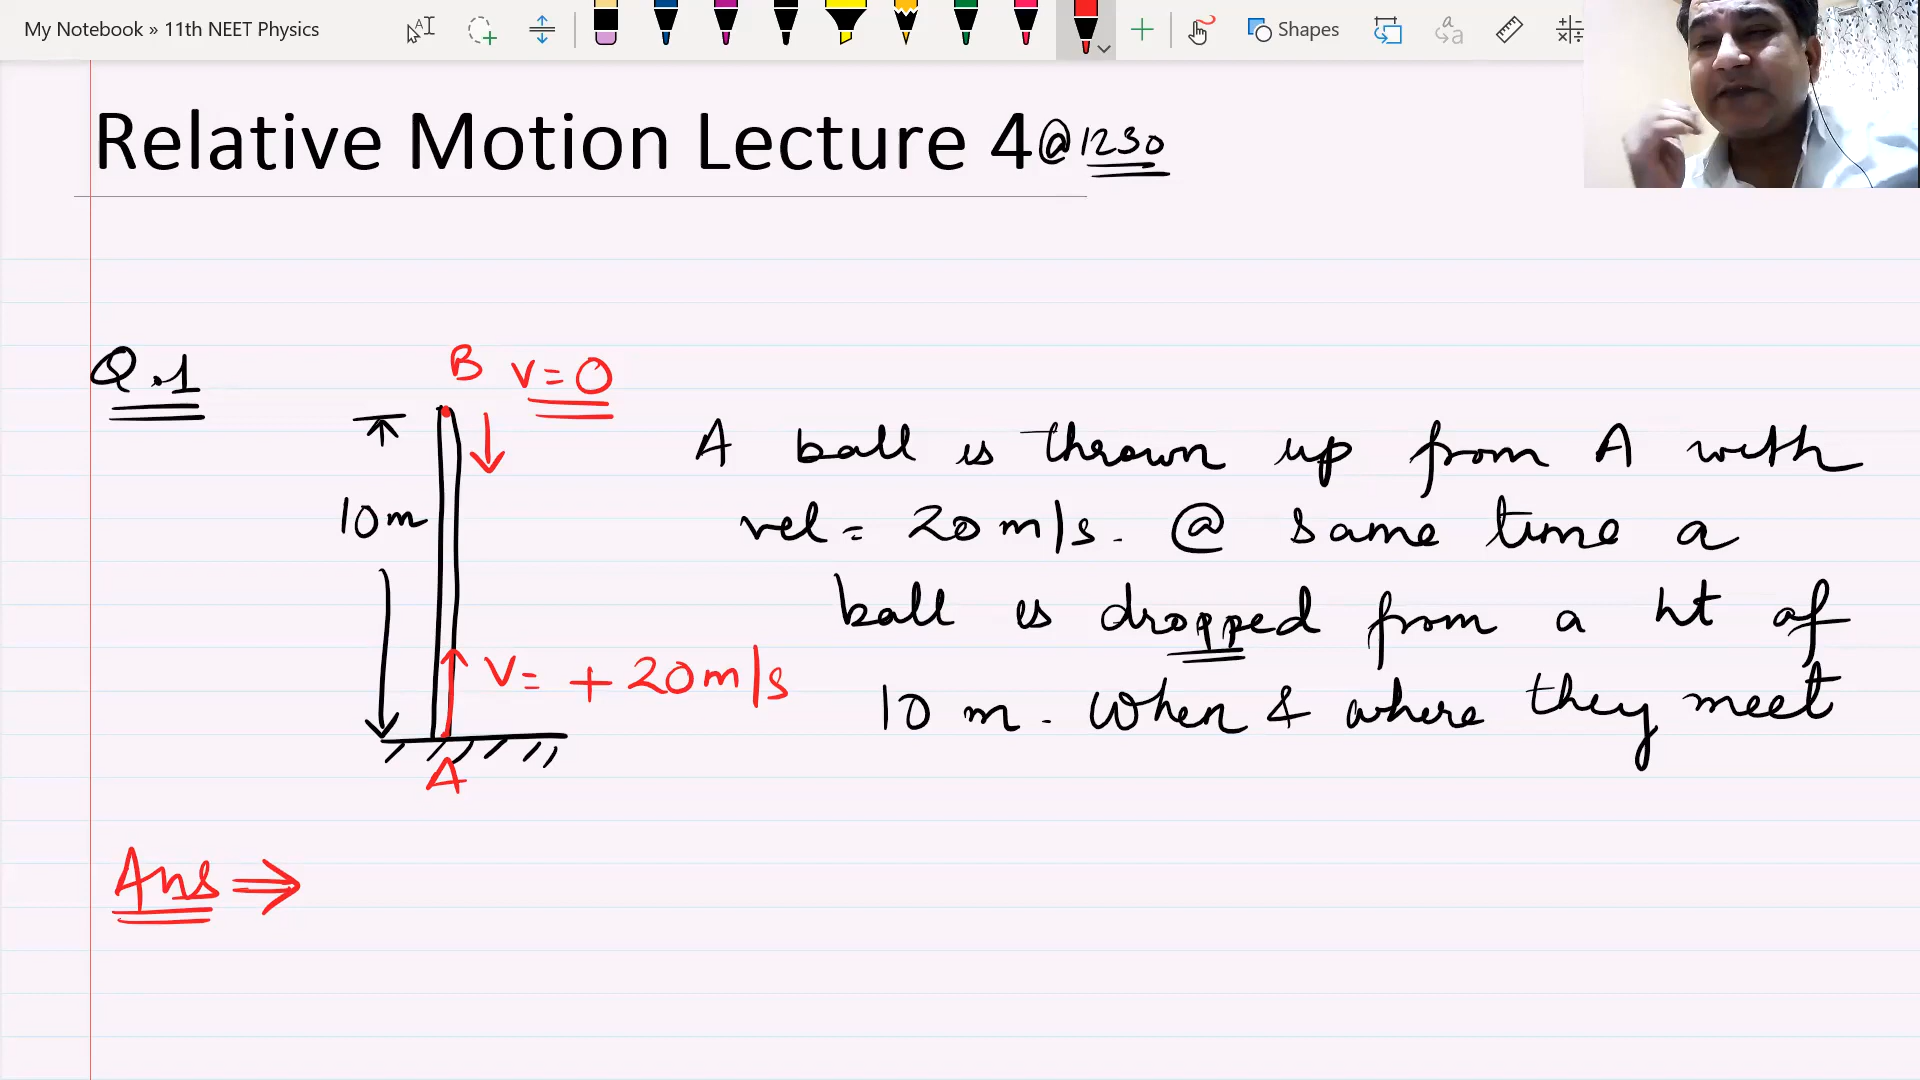 My Notebook » 11th NEET Physics
Shapes
Relative Motion Lecture 4 @ 1230
Q.1
B V = 0
10m
V = + 20 m/s
A
A ball is thrown up from A with
vel = 20 m/s. @ same time a
ball is dropped from a ht of
10 m. When & where they meet
Ans ⇒